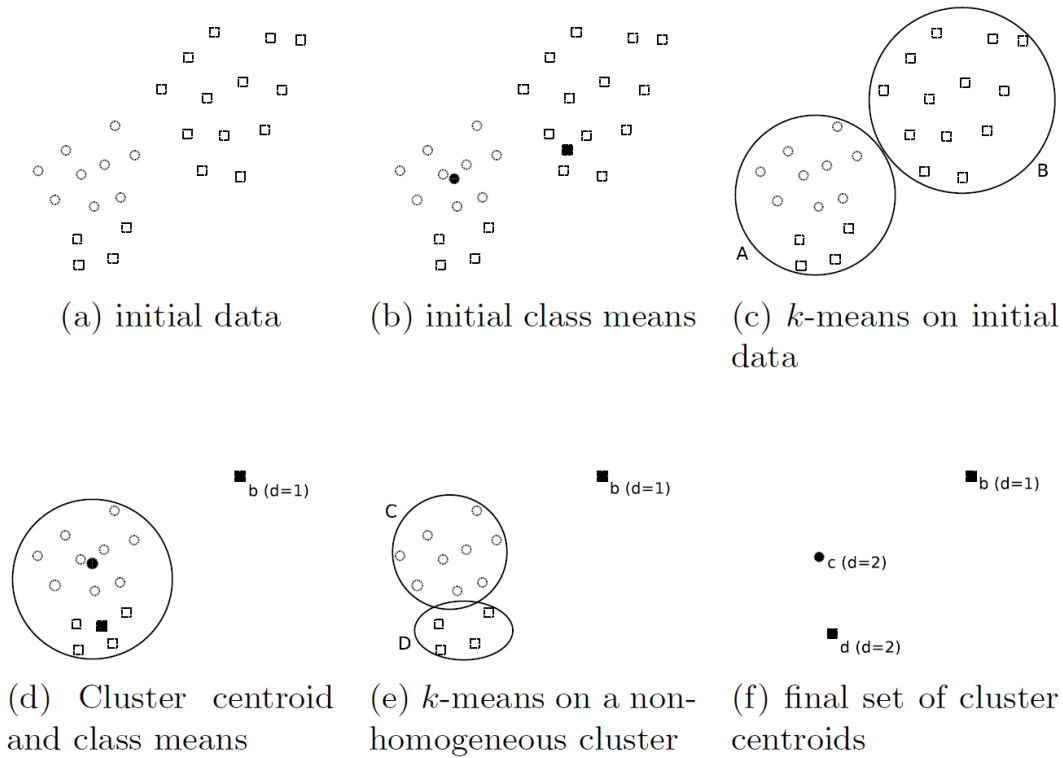 B
A
(a) initial data
(b) initial class means
(c) k-means on initial
data
b (d=1)
b (d=1)
b (d=1)
C
c (d=2)
D
d (d=2)
(d) Cluster centroid
and class means
(e) k-means on a non-
homogeneous cluster
(f) final set of cluster
centroids